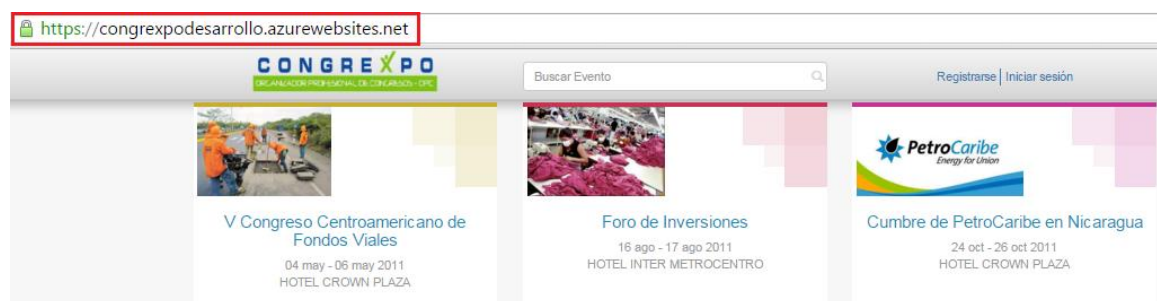 https://congrexpodesarrollo.azurewebsites.net
CONGREXPO
ORGANIZADOR PROFESIONAL DE CONGRESOS - OPC
Buscar Evento
Registrarse | Iniciar sesión
PetroCaribe
Energy for Union
V Congreso Centroamericano de
Fondos Viales
04 may - 06 may 2011
HOTEL CROWN PLAZA
Foro de Inversiones
16 ago - 17 ago 2011
HOTEL INTER METROCENTRO
Cumbre de PetroCaribe en Nicaragua
24 oct - 26 oct 2011
HOTEL CROWN PLAZA